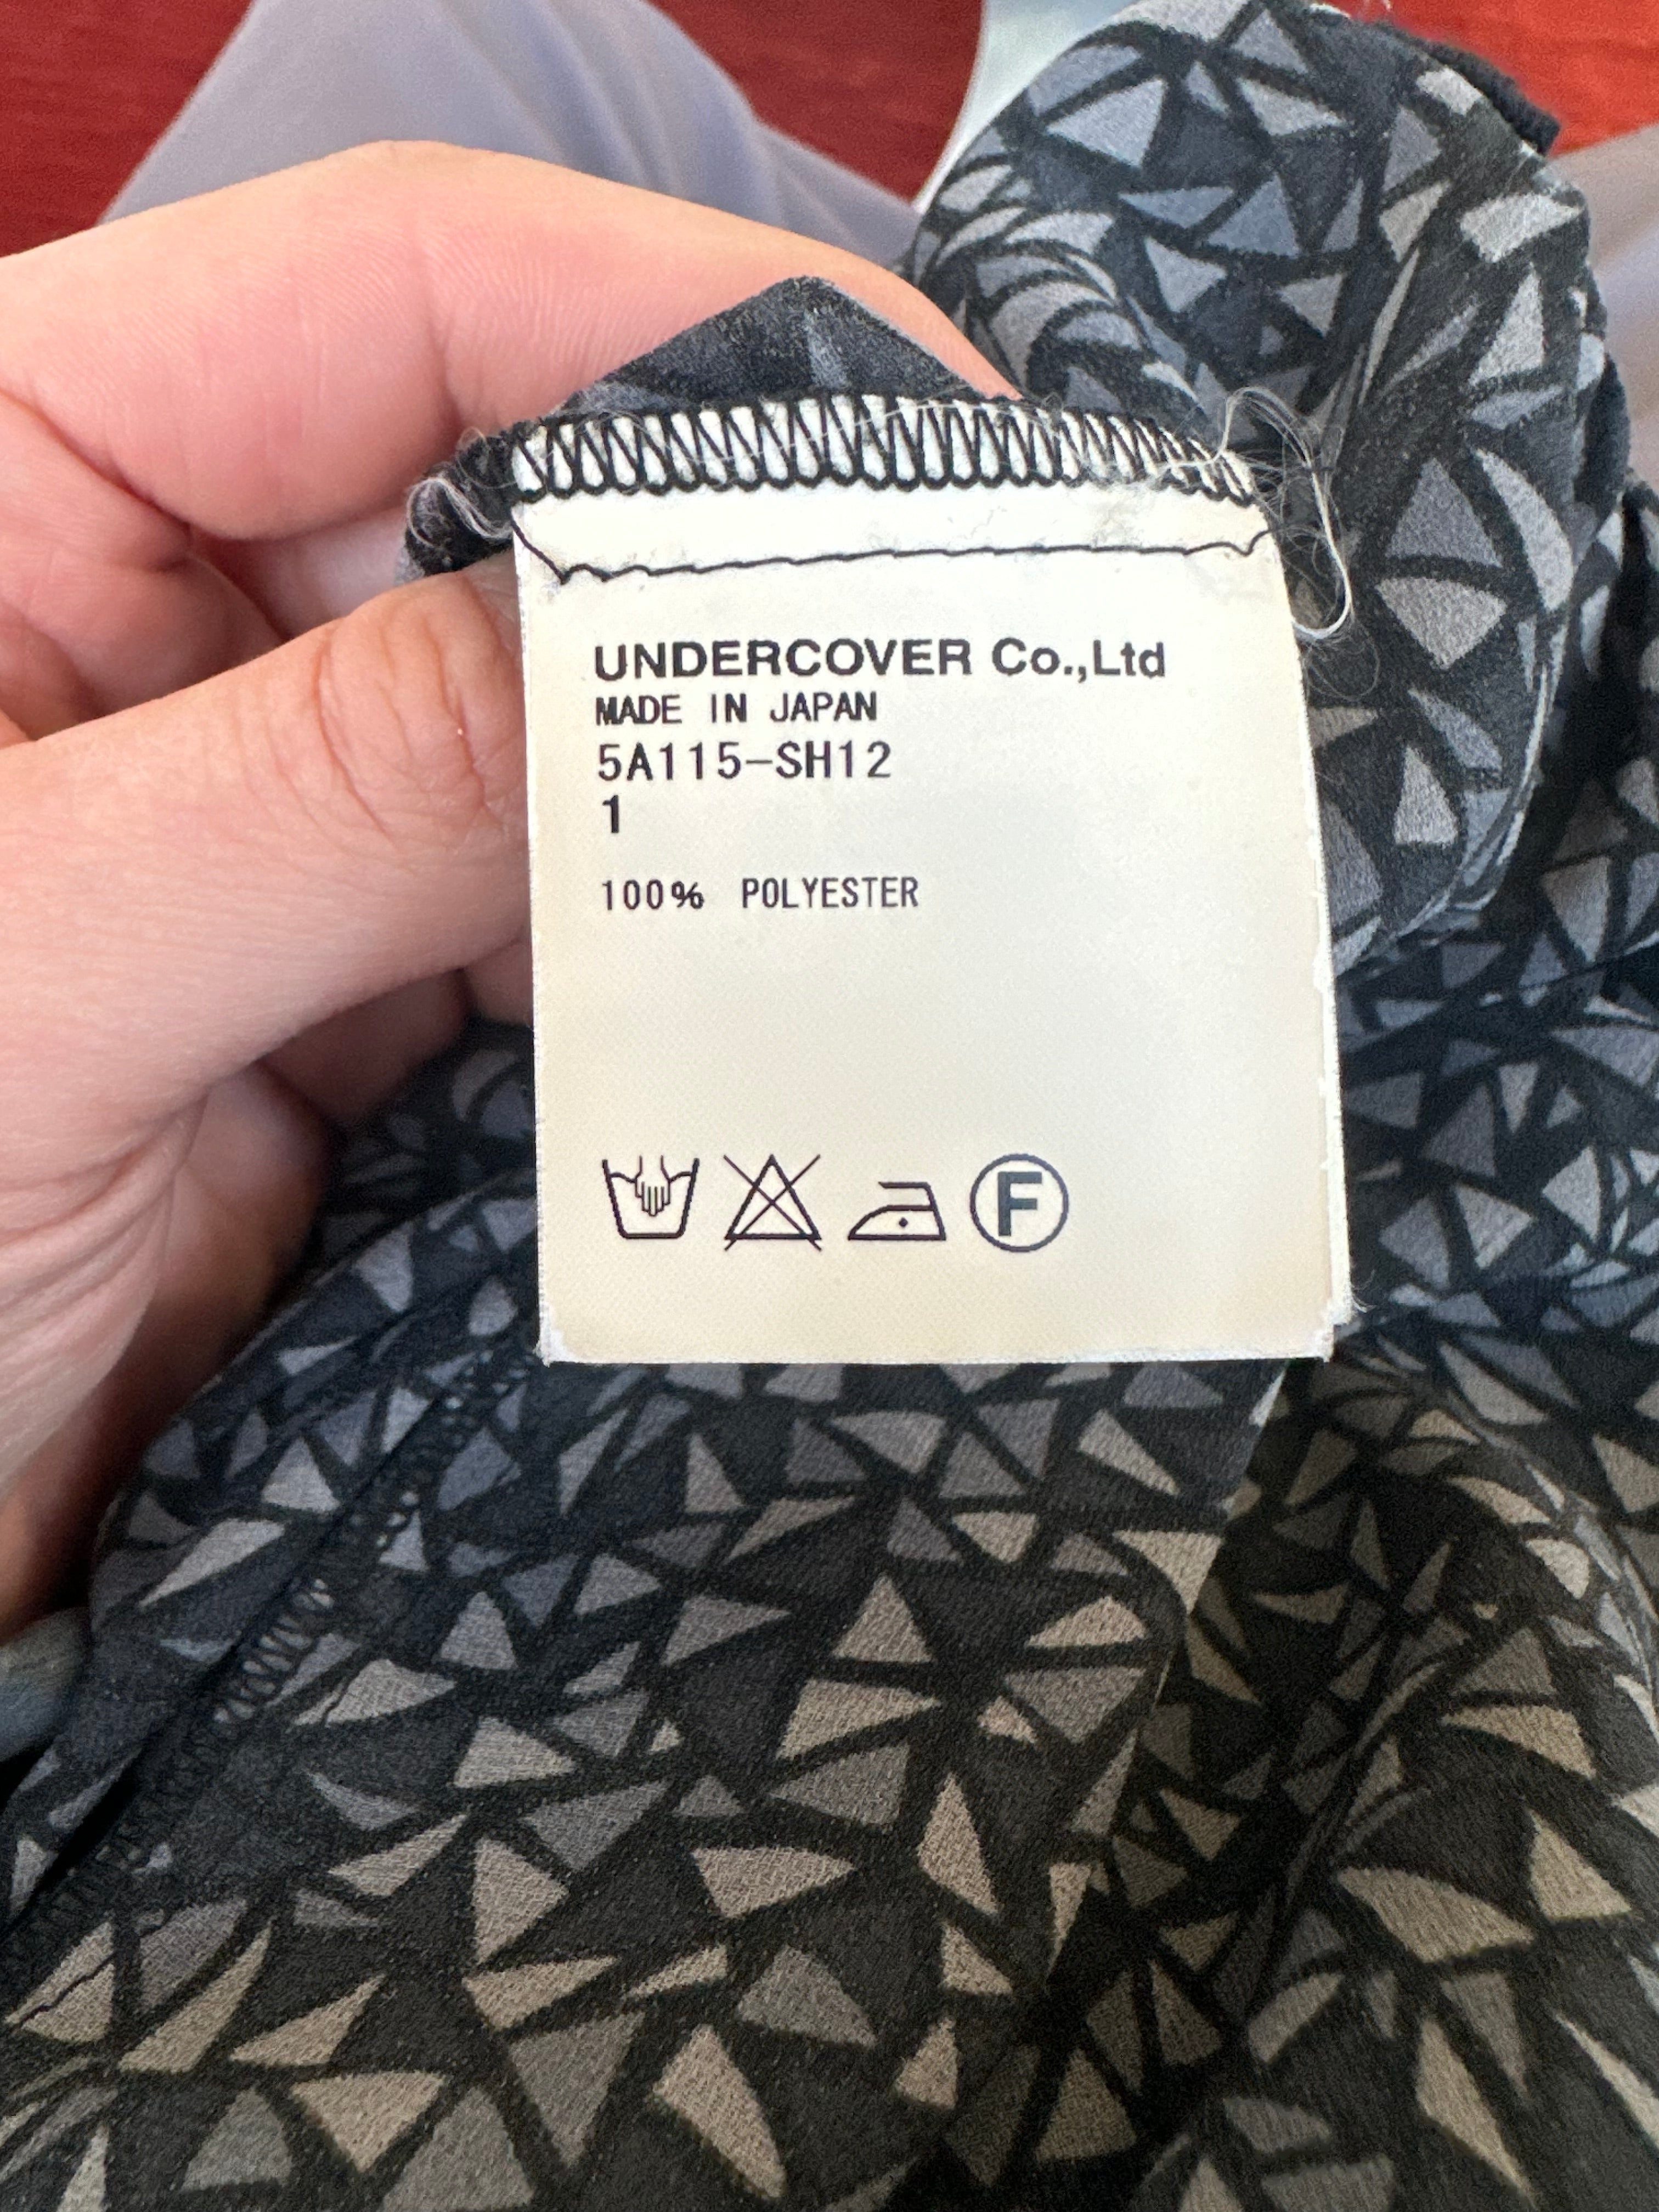 UNDERCOVER Co.,Ltd
MADE IN JAPAN
5A115-SH12
1
100% POLYESTER
F